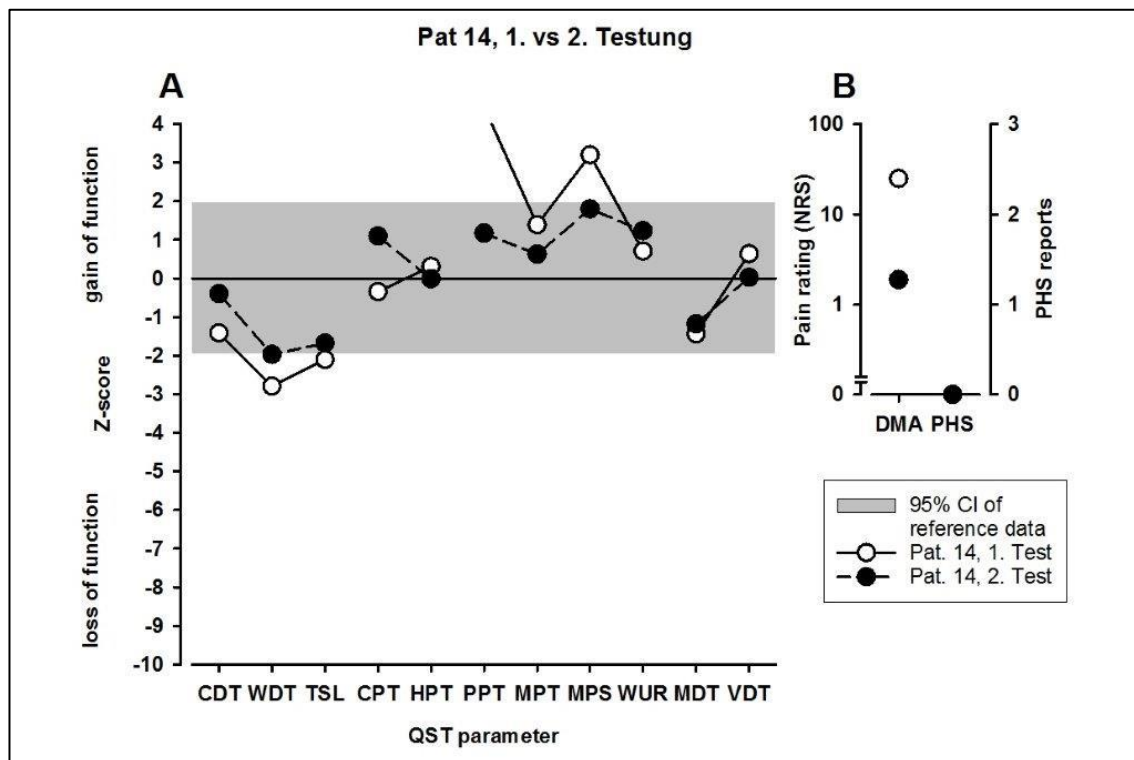 Pat 14, 1. vs 2. Testung
A
4
3
2
1
0
-1
-2
-3
-4
-5
-6
-7
-8
-9
-10
gain of function
Z-score
loss of function
CDT WDT TSL CPT HPT PPT MPT MPS WUR MDT VDT
QST parameter
B
100
10
1
0
Pain rating (NRS)
3
2
1
0
PHS reports
DMA PHS
95% CI of
reference data
Pat. 14, 1. Test
Pat. 14, 2. Test